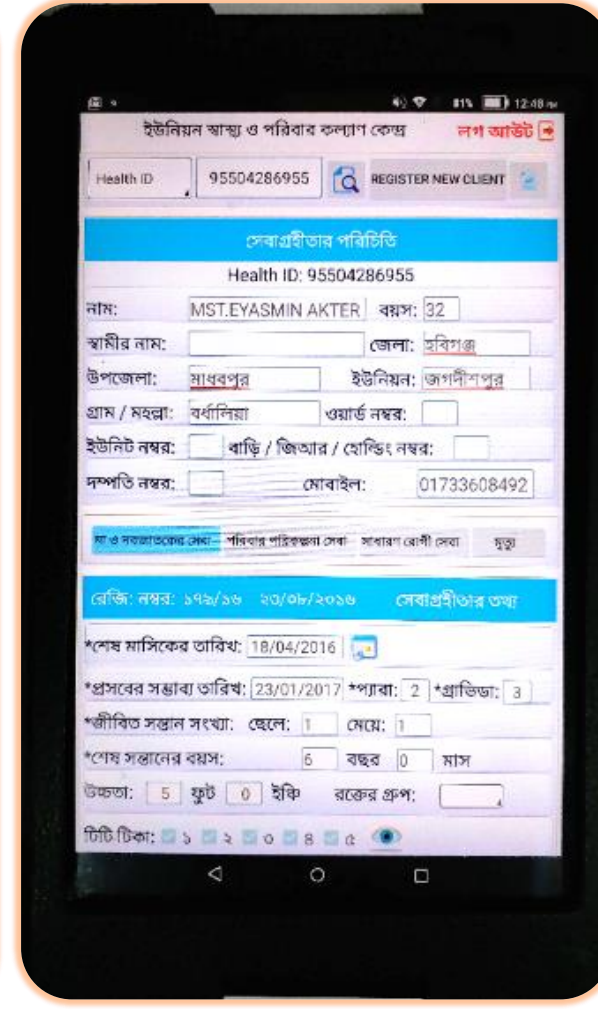 81% 12:48 PM
ইউনিয়ন স্বাস্থ্য ও পরিবার কল্যাণ কেন্দ্র লগ আউট
Health ID 95504286955 REGISTER NEW CLIENT
সেবাগ্রহীতার পরিচিতি
Health ID: 95504286955
নাম: MST.EYASMIN AKTER বয়স: 32
স্বামীর নাম: জেলা: হবিগঞ্জ
উপজেলা: মাধবপুর ইউনিয়ন: জগদীশপুর
গ্রাম / মহল্লা: বর্ধালিয়া ওয়ার্ড নম্বর:
ইউনিট নম্বর: বাড়ি / জিআর / হোল্ডিং নম্বর:
দম্পতি নম্বর: মোবাইল: 01733608492
মা ও নবজাতকের সেবা পরিবার পরিকল্পনা সেবা সাধারণ রোগী সেবা মৃত্যু
রেজি: নম্বর: ১৭৯/১৬ ২৩/০৮/২০১৬ সেবাগ্রহীতার তথ্য
*শেষ মাসিকের তারিখ: 18/04/2016
*প্রসবের সম্ভাব্য তারিখ: 23/01/2017 *প্যারা: 2 *গ্রাভিডা: 3
*জীবিত সন্তান সংখ্যা: ছেলে: 1 মেয়ে: 1
*শেষ সন্তানের বয়স: 6 বছর 0 মাস
উচ্চতা: 5 ফুট 0 ইঞ্চি রক্তের গ্রুপ:
টিটি টিকা: ১ ২ ৩ ৪ ৫